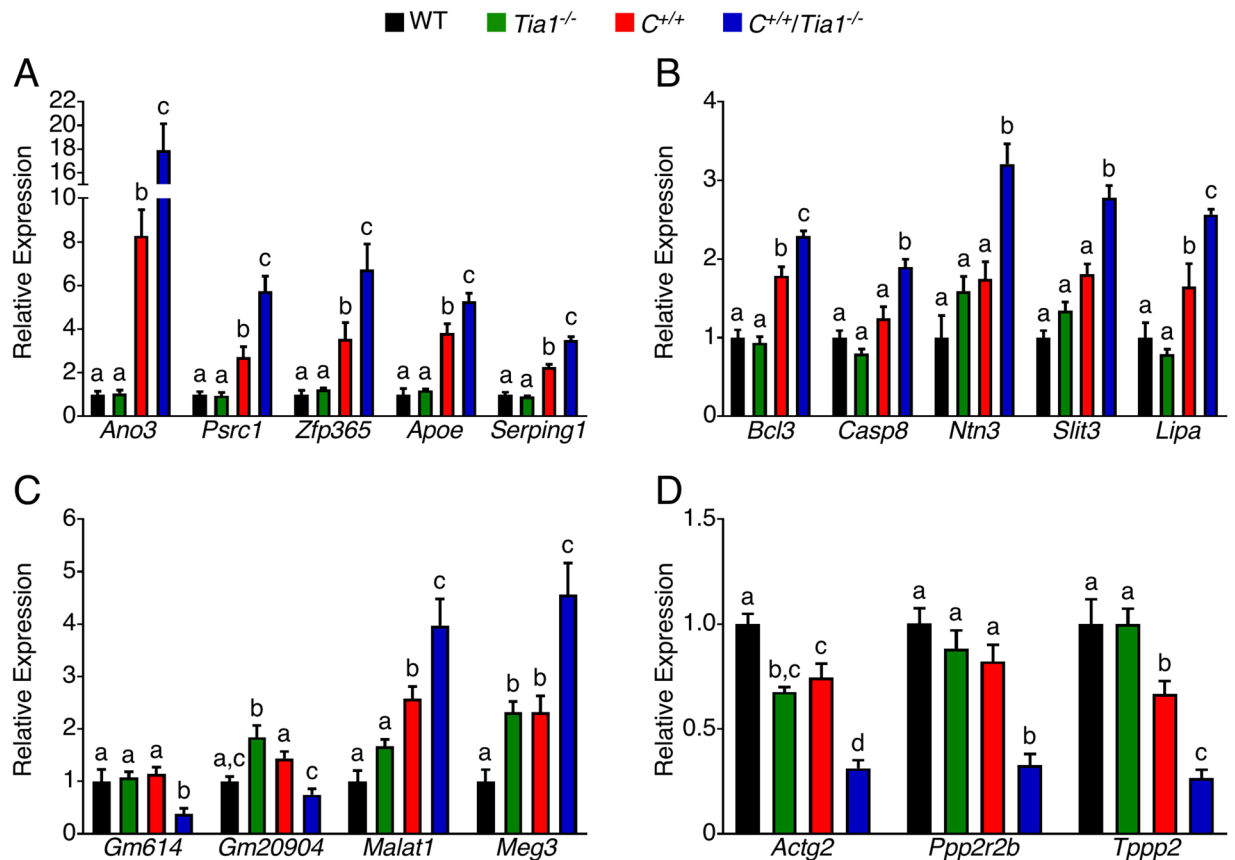 WT Tia1-/- C+/+ C+/+/Tia1-/-
A
Relative Expression
22
20
18
16
10
8
6
4
2
0
a a b c
a a b c
a a b c
a a b c
a a b c
Ano3 Psrc1 Zfp365 Apoe Serping1
B
Relative Expression
4
3
2
1
0
a a b c
a a a b
a a a b
a a a b
a a b c
Bcl3 Casp8 Ntn3 Slit3 Lipa
C
Relative Expression
6
5
4
3
2
1
0
a a a b
a,c b a c
a a b c
a b b c
Gm614 Gm20904 Malat1 Meg3
D
Relative Expression
1.5
1.0
0.5
0
a b,c c d
a a a b
a a b c
Actg2 Ppp2r2b Tppp2